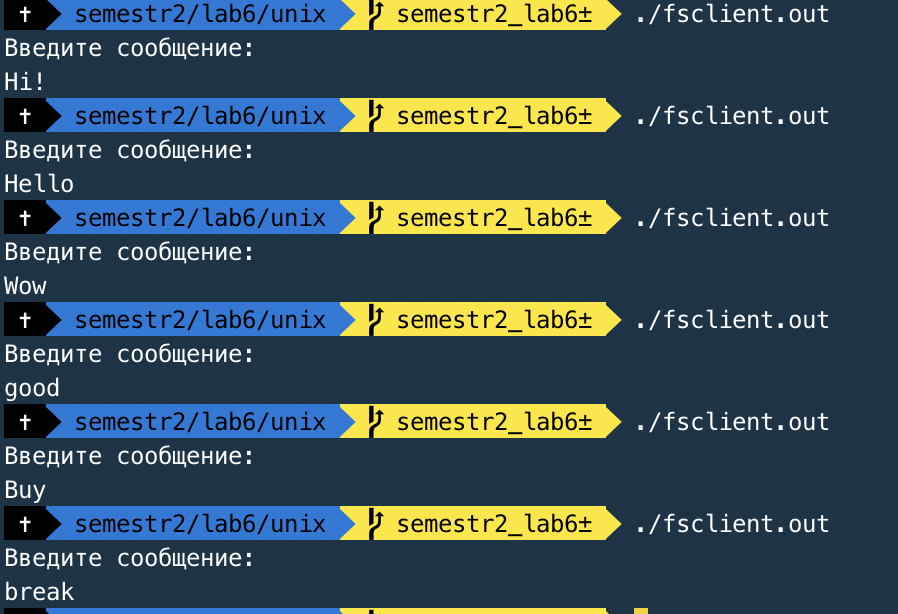 ✝ semestr2/lab6/unix semestr2_lab6± ./fsclient.out
Введите сообщение:
Hi!
✝ semestr2/lab6/unix semestr2_lab6± ./fsclient.out
Введите сообщение:
Hello
✝ semestr2/lab6/unix semestr2_lab6± ./fsclient.out
Введите сообщение:
Wow
✝ semestr2/lab6/unix semestr2_lab6± ./fsclient.out
Введите сообщение:
good
✝ semestr2/lab6/unix semestr2_lab6± ./fsclient.out
Введите сообщение:
Buy
✝ semestr2/lab6/unix semestr2_lab6± ./fsclient.out
Введите сообщение:
break